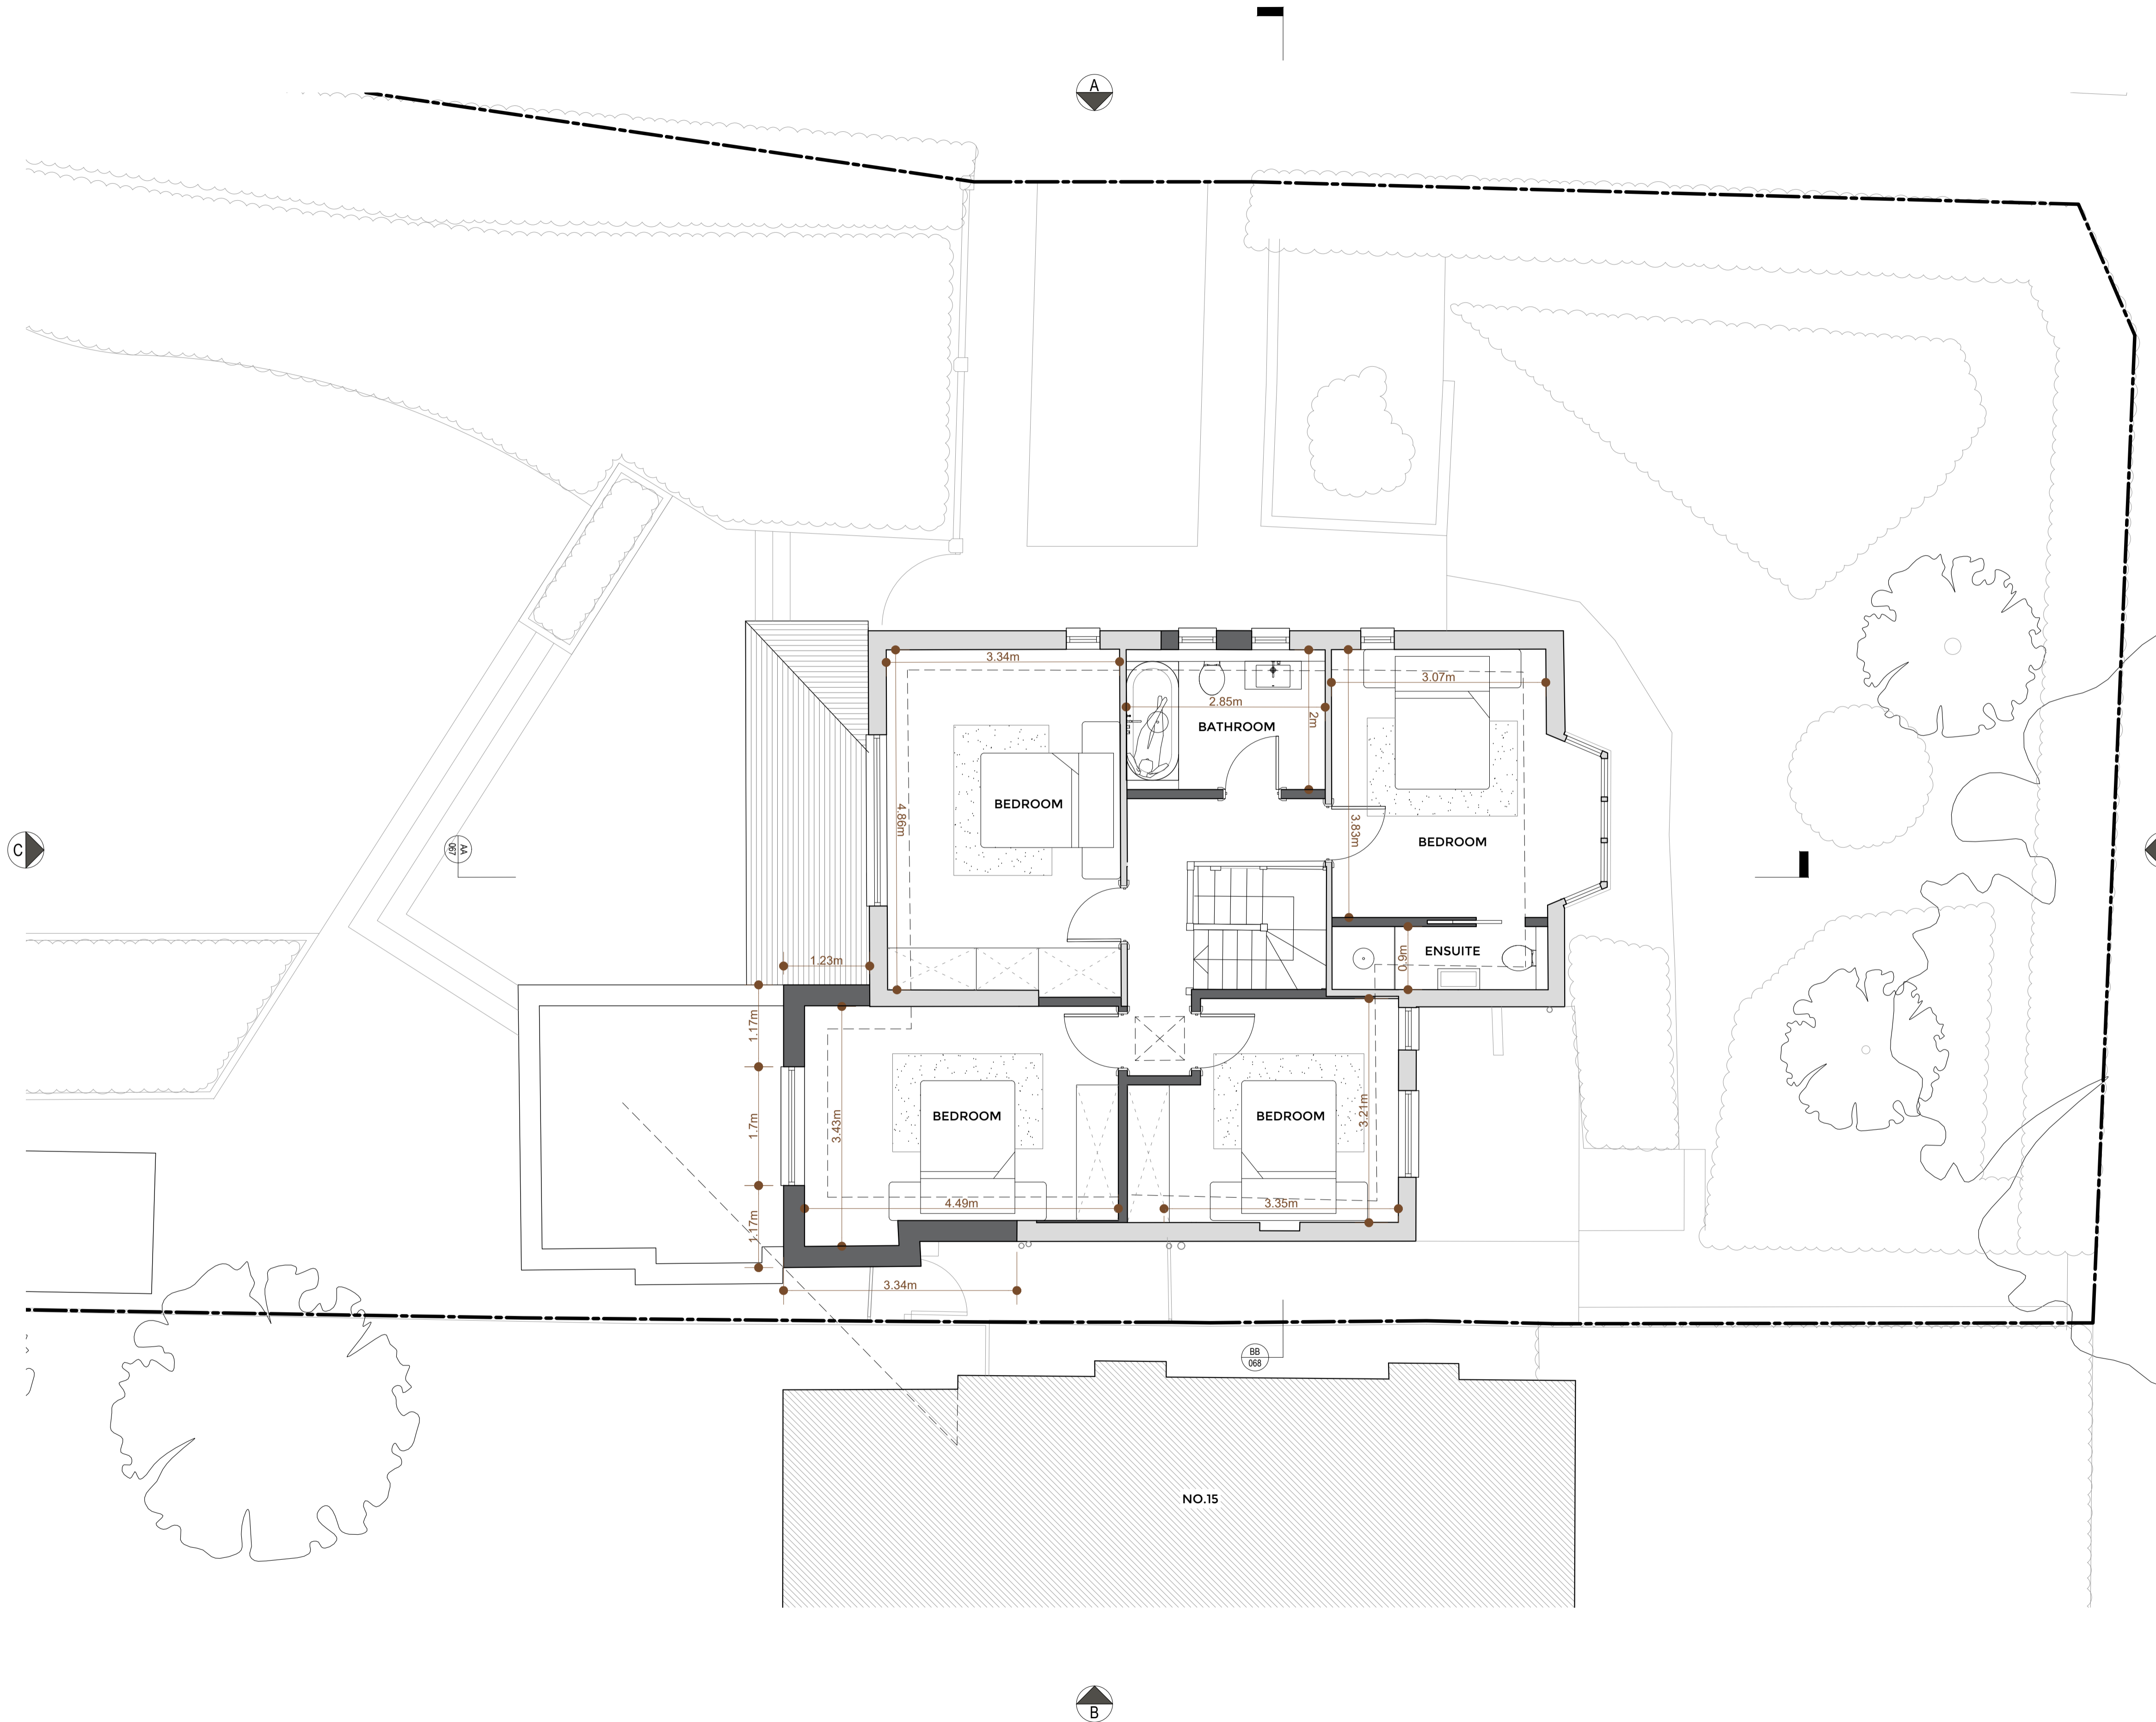 A
3.34m
2.85m
2m
BATHROOM
3.07m
BEDROOM
4.86m
3.83m
BEDROOM
C
AA
067
1.23m
0.9m
ENSUITE
1.17m
1.7m
1.17m
3.43m
BEDROOM
4.49m
BEDROOM
3.21m
3.35m
3.34m
BB
068
NO.15
B